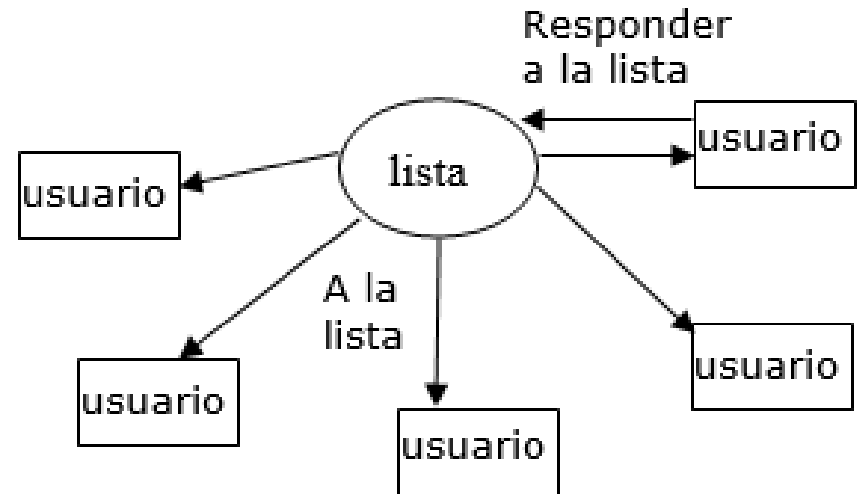 Responder
a la lista
usuario
lista
usuario
A la
lista
usuario
usuario
usuario